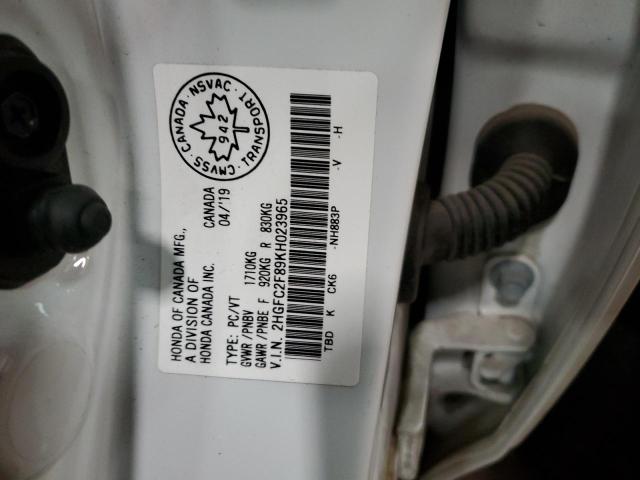 HONDA OF CANADA MFG.,
A DIVISION OF
HONDA CANADA INC.
CANADA
04/'19
CANADA · NSVAC · TRANSPORT · CMVSS ·
942
TYPE: PC/VT
GVWR/PNBV 1710KG
GAWR/PNBE F 920KG R 830KG
V.I.N. 2HGFC2F89KH023965
TBD K CK6 -NH883P -V -H